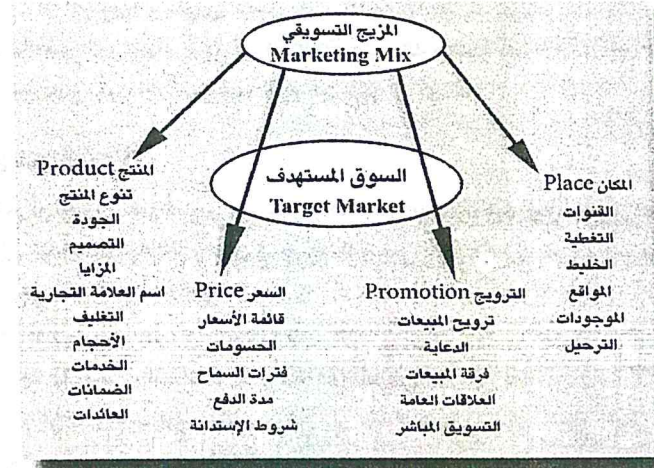 المزيج التسويقي
Marketing Mix
السوق المستهدف
Target Market
المنتج Product
تنوع المنتج
الجودة
التصميم
المزايا
اسم العلامة التجارية
التغليف
الأحجام
الخدمات
الضمانات
العائدات
السعر Price
قائمة الأسعار
الحسومات
فترات السماح
مدة الدفع
شروط الإستدانة
الترويج Promotion
ترويح المبيعات
الدعاية
فرقة المبيعات
العلاقات العامة
التسويق المباشر
المكان Place
القنوات
التغطية
الخليط
المواقع
الموجودات
الترحيل